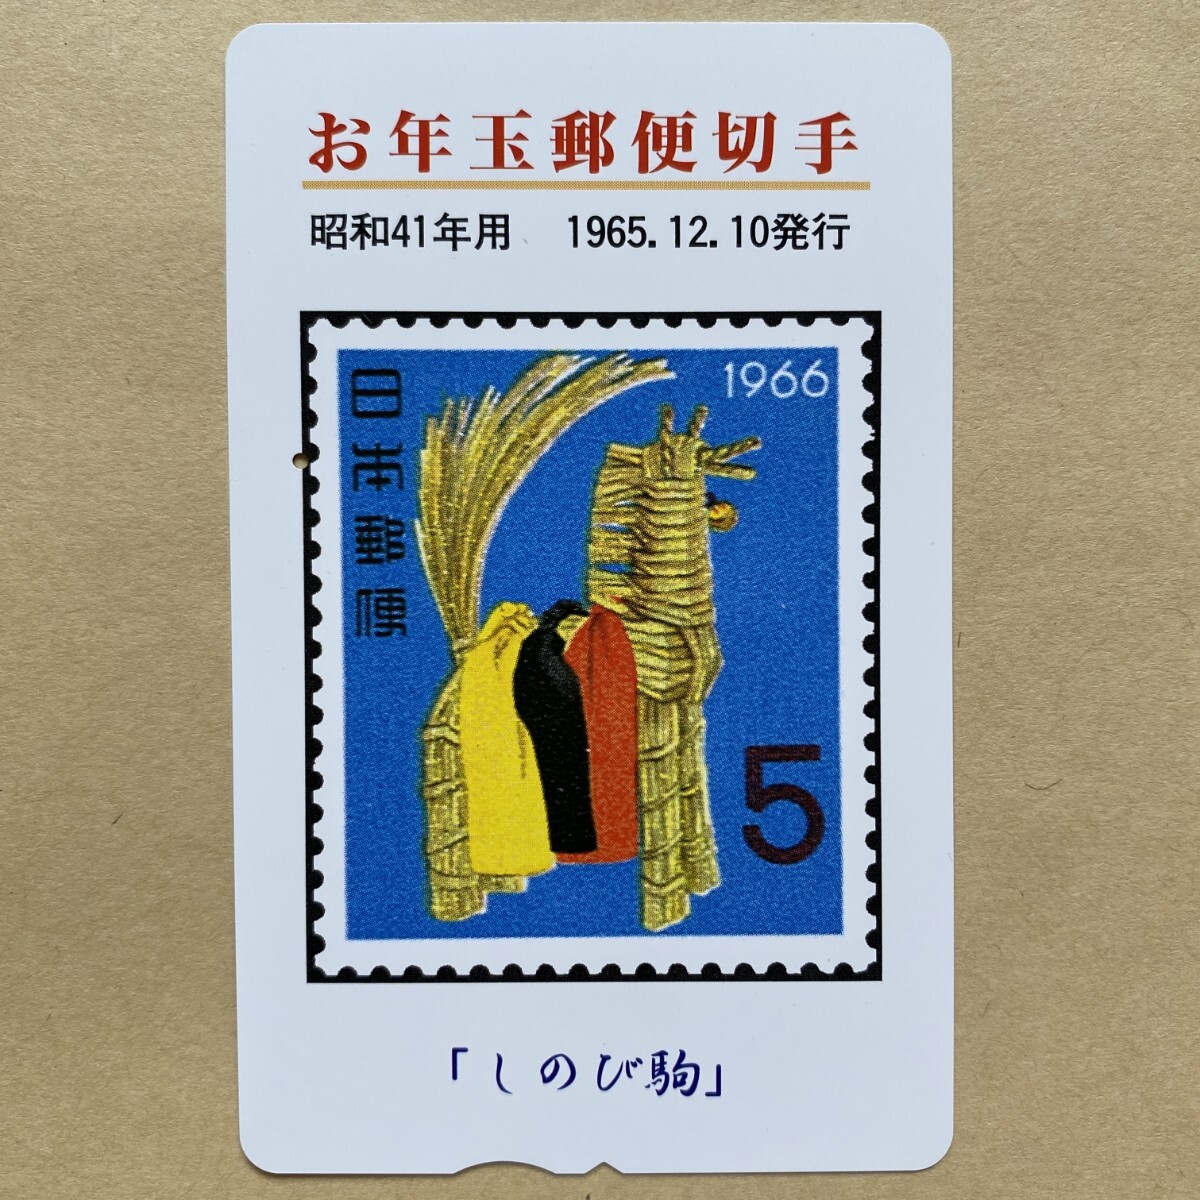 お年玉郵便切手
昭和41年用 1965.12.10発行
1966
日本郵便
5
「しのび駒」